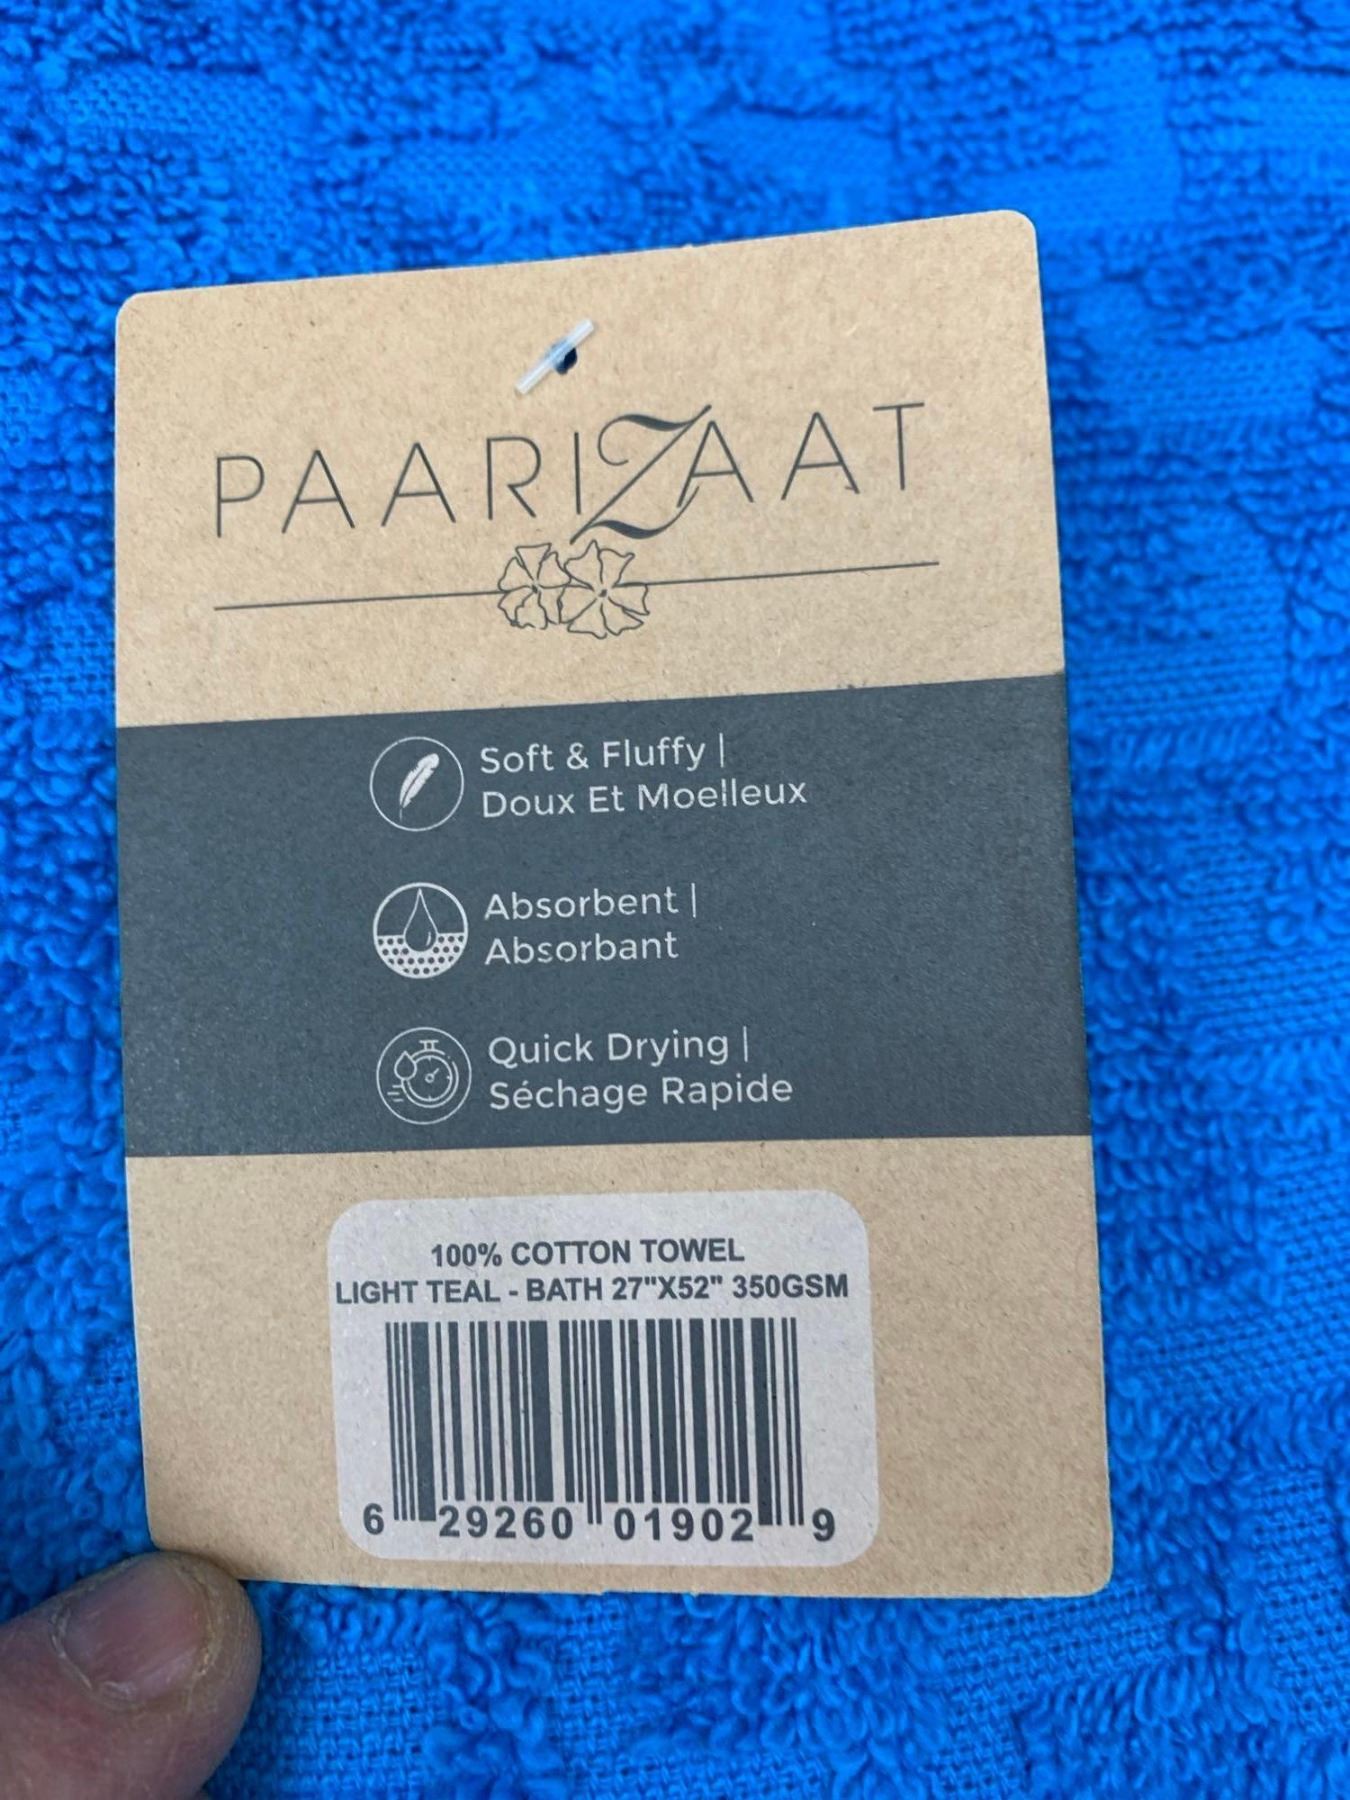 PAARIZAAT
Soft & Fluffy |
Doux Et Moelleux
Absorbent |
Absorbant
Quick Drying |
Séchage Rapide
100% COTTON TOWEL
LIGHT TEAL - BATH 27"X52" 350GSM
6 29260 01902 9